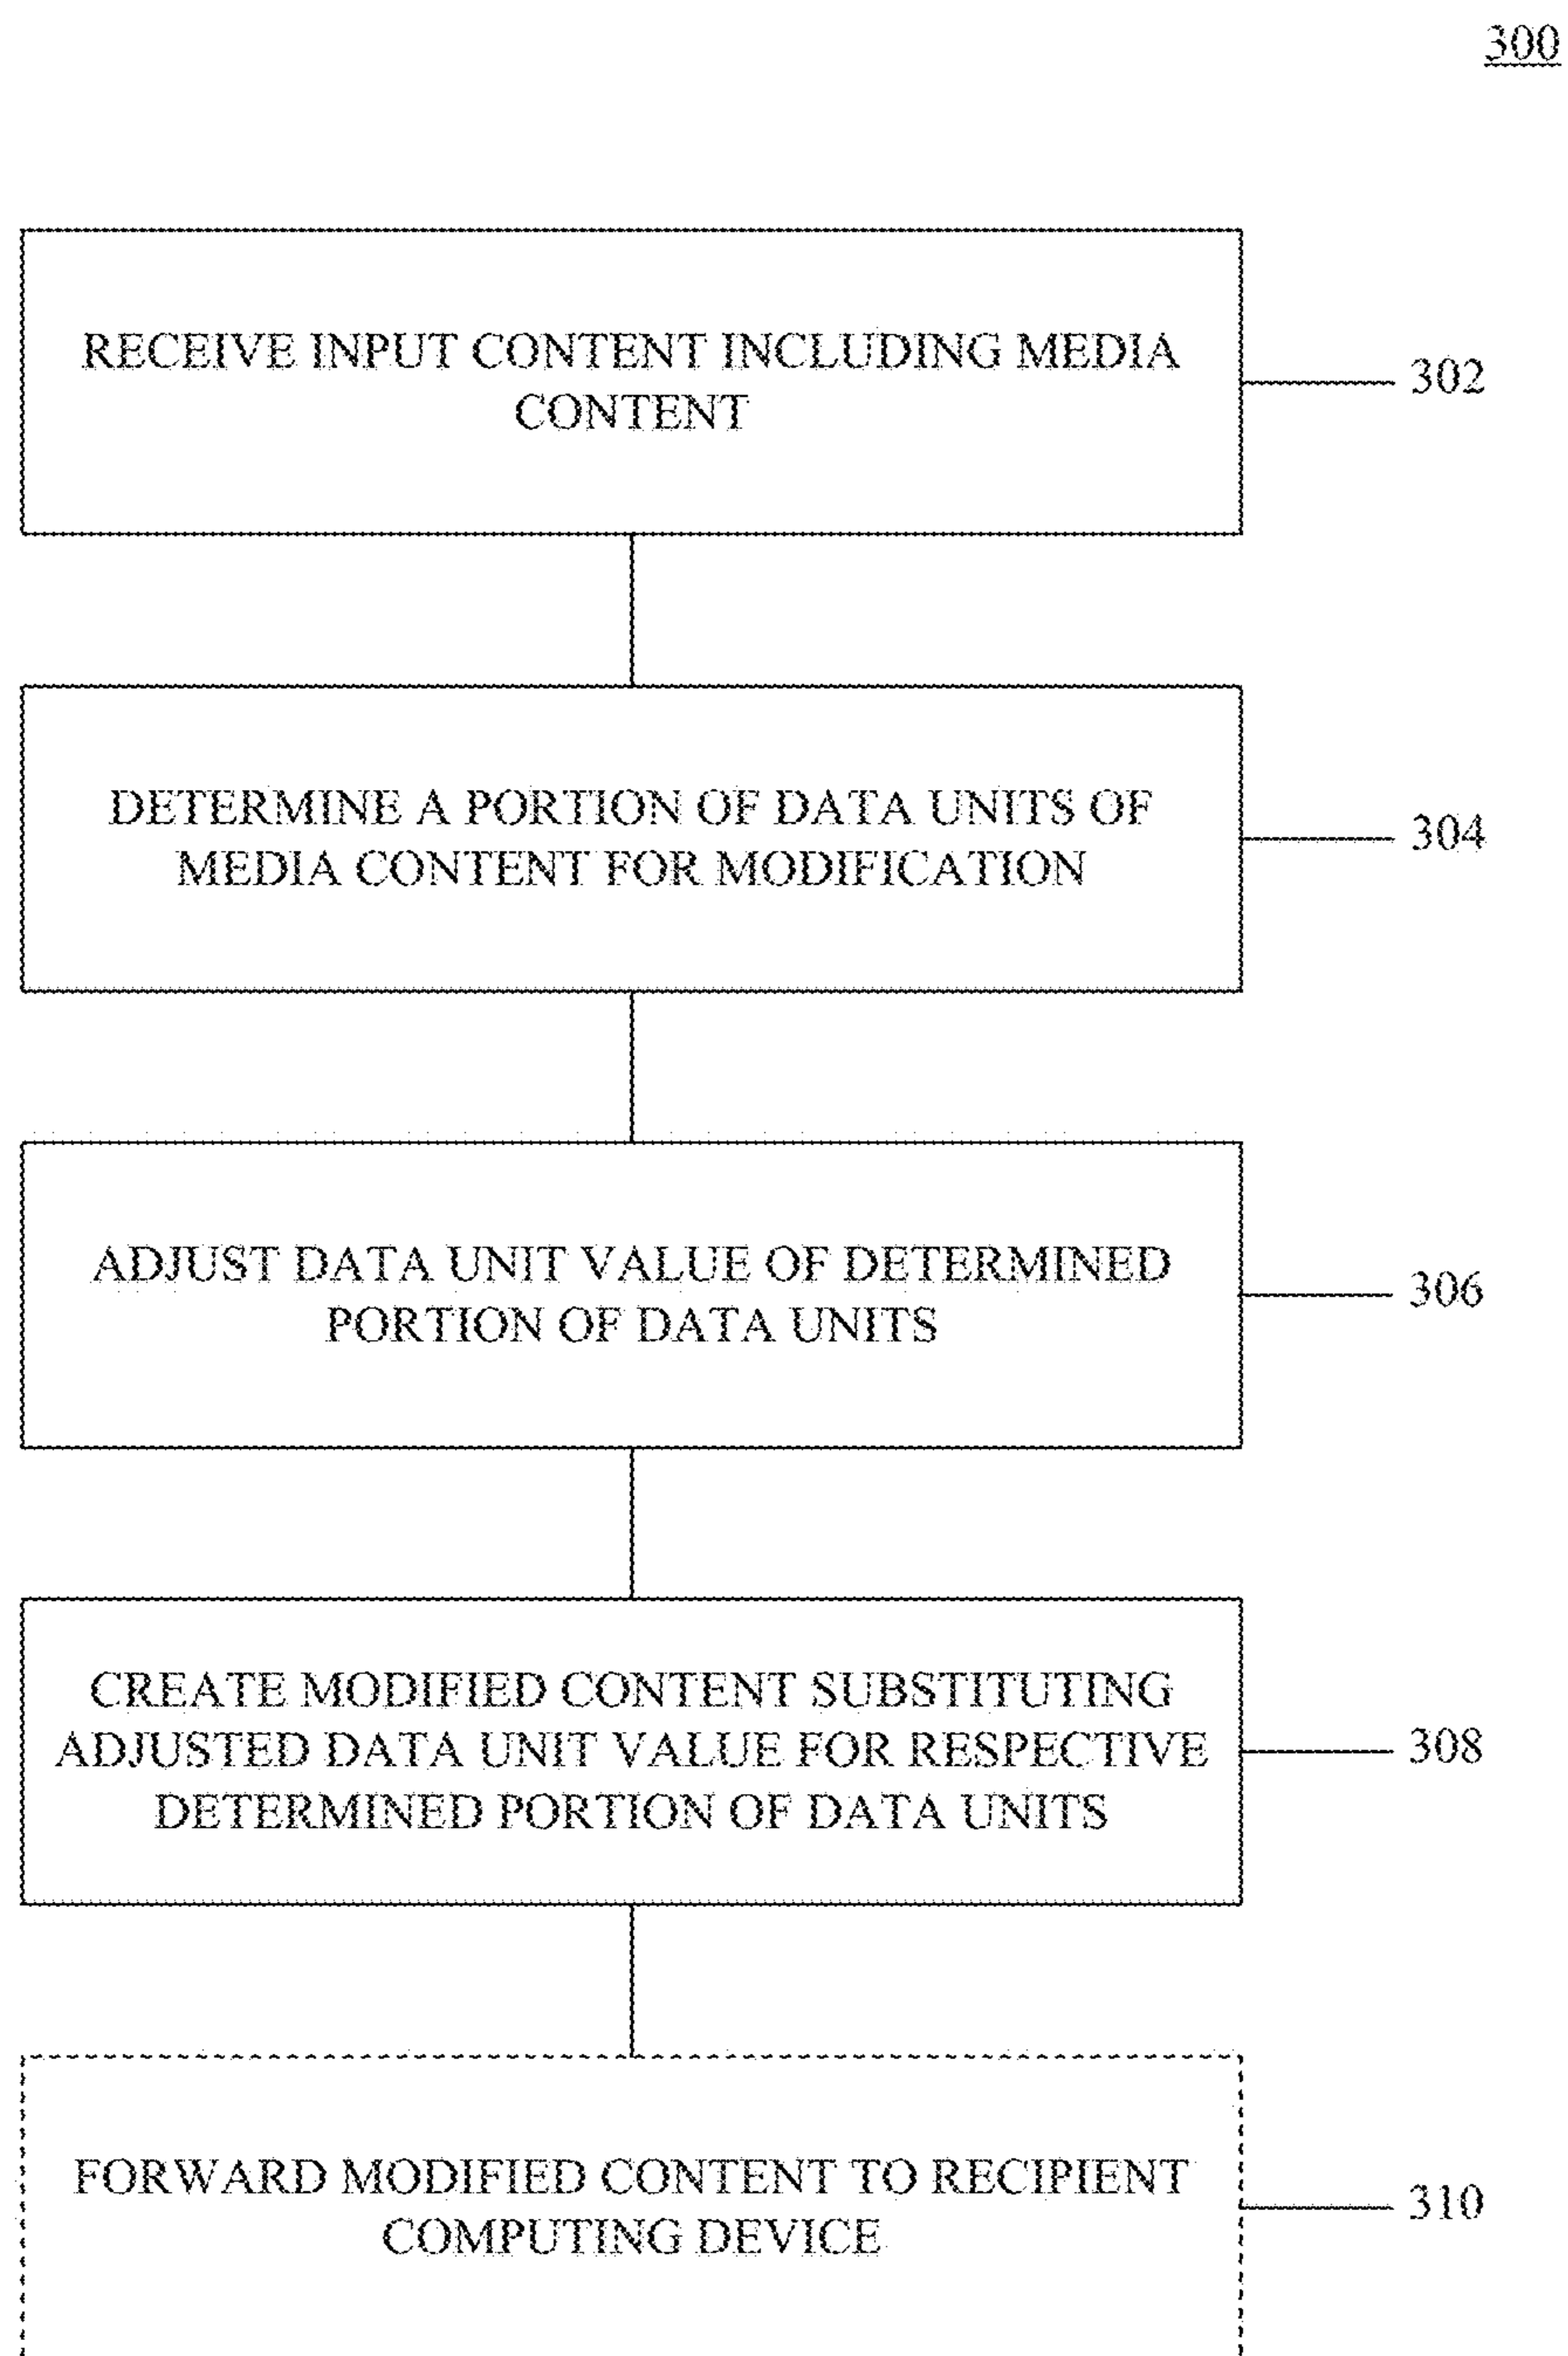 300
RECEIVE INPUT CONTENT INCLUDING MEDIA
CONTENT
302
DETERMINE A PORTION OF DATA UNITS OF
MEDIA CONTENT FOR MODIFICATION
304
ADJUST DATA UNIT VALUE OF DETERMINED
PORTION OF DATA UNITS
306
CREATE MODIFIED CONTENT SUBSTITUTING
ADJUSTED DATA UNIT VALUE FOR RESPECTIVE
DETERMINED PORTION OF DATA UNITS
308
FORWARD MODIFIED CONTENT TO RECIPIENT
COMPUTING DEVICE
310